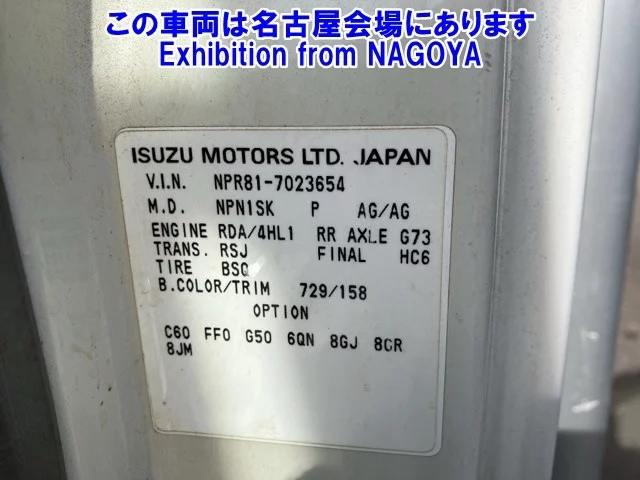 この車両は名古屋会場にあります
Exhibition from NAGOYA
ISUZU MOTORS LTD. JAPAN
V.I.N. NPR81-7023654
M.D. NPN1SK P AG/AG
ENGINE RDA/4HL1 RR AXLE G73
TRANS. RSJ FINAL HC6
TIRE BSQ
B.COLOR/TRIM 729/158
OPTION
C60 FF0 G50 6QN 8GJ 8CR
8JM